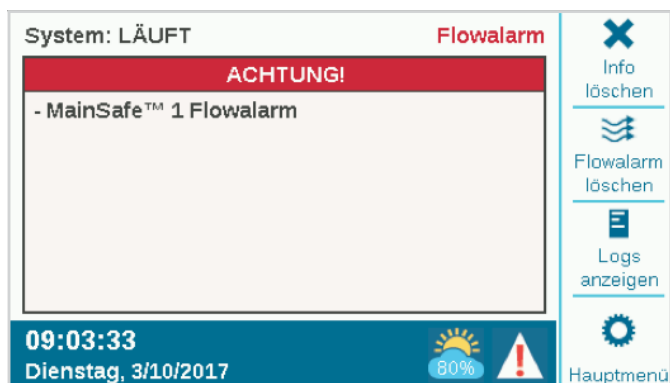 System: LÄUFT Flowalarm
ACHTUNG!
- MainSafe™ 1 Flowalarm
Info
löschen
Flowalarm
löschen
Logs
anzeigen
Hauptmenü
09:03:33
Dienstag, 3/10/2017
80%